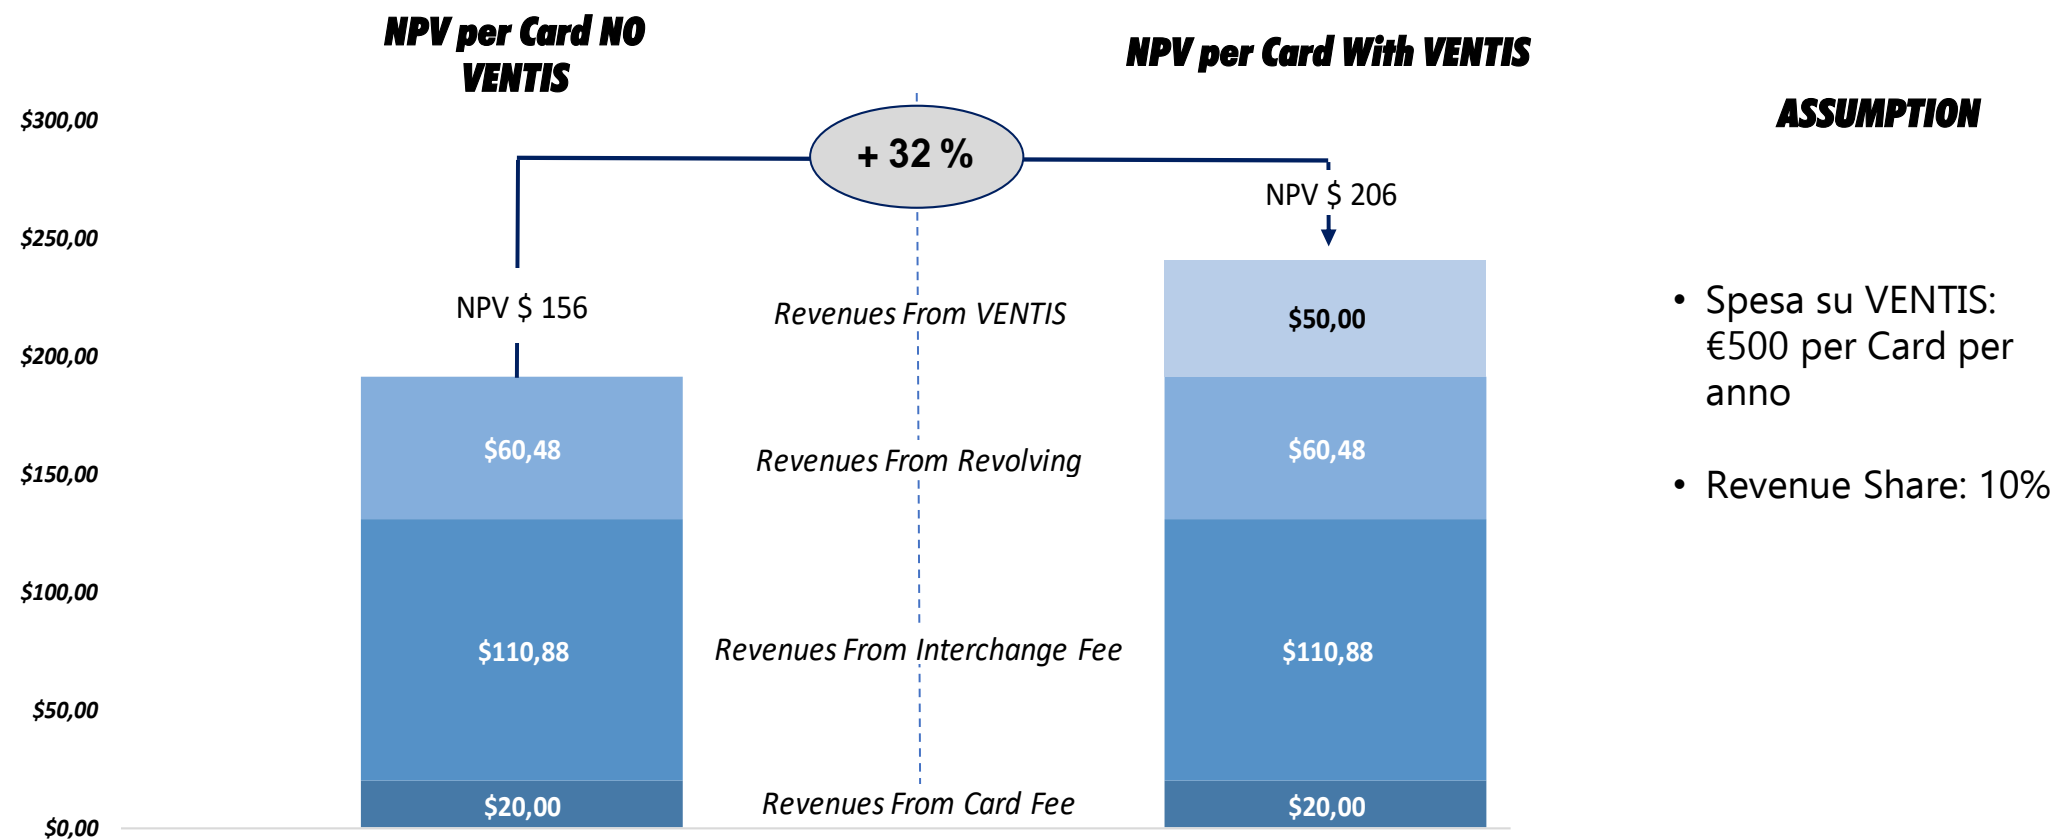 NPV per Card NO
VENTIS
NPV per Card With VENTIS
ASSUMPTION
$300,00
$250,00
$200,00
$150,00
$100,00
$50,00
$0,00
+ 32 %
NPV $ 156
NPV $ 206
Revenues From VENTIS
$50,00
$60,48
Revenues From Revolving
$60,48
$110,88
Revenues From Interchange Fee
$110,88
$20,00
Revenues From Card Fee
$20,00
• Spesa su VENTIS:
€500 per Card per
anno
• Revenue Share: 10%